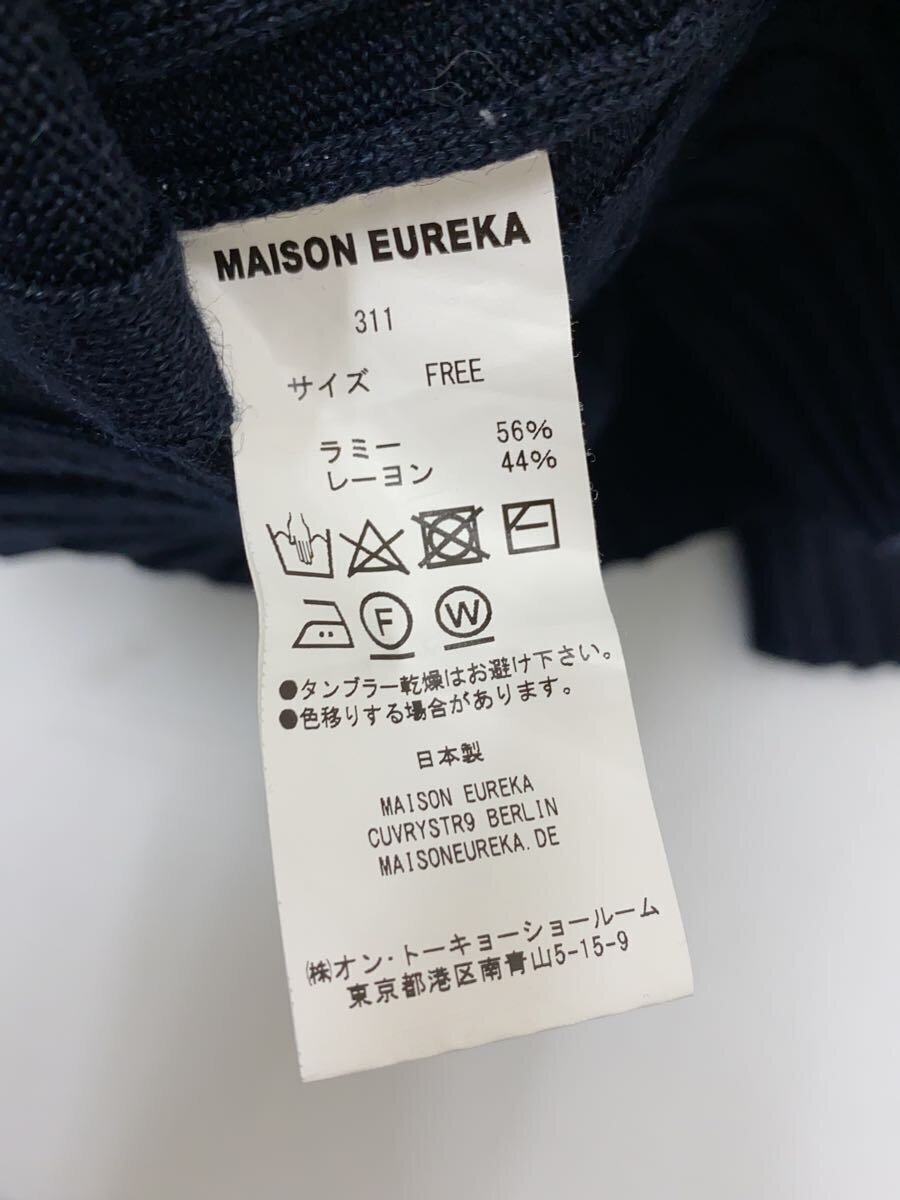 MAISON EUREKA
311
サイズ FREE
ラミー 56%
レーヨン 44%
F W
●タンブラー乾燥はお避け下さい。
●色移りする場合があります。
日本製
MAISON EUREKA
CUVRYSTR9 BERLIN
MAISONEUREKA.DE
㈱オン・トーキョーショールーム
東京都港区南青山5-15-9